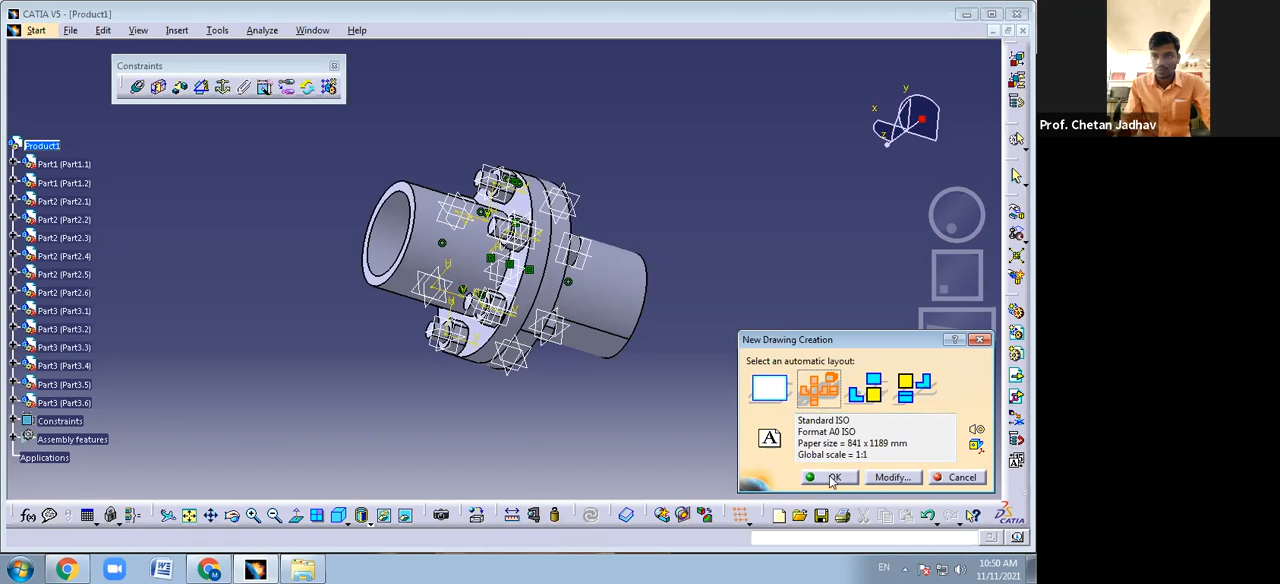 CATIA V5 - [Product1]
Start File Edit View Insert Tools Analyze Window Help
Constraints
x y z
Product1
Part1 (Part1.1)
Part1 (Part1.2)
Part2 (Part2.1)
Part2 (Part2.2)
Part2 (Part2.3)
Part2 (Part2.4)
Part2 (Part2.5)
Part2 (Part2.6)
Part3 (Part3.1)
Part3 (Part3.2)
Part3 (Part3.3)
Part3 (Part3.4)
Part3 (Part3.5)
Part3 (Part3.6)
Constraints
Assembly features
Applications
New Drawing Creation
Select an automatic layout:
A
Standard ISO
Format A0 ISO
Paper size = 841 x 1189 mm
Global scale = 1:1
OK Modify... Cancel
f(x)
CATIA
EN
10:50 AM
11/11/2021
Prof. Chetan Jadhav